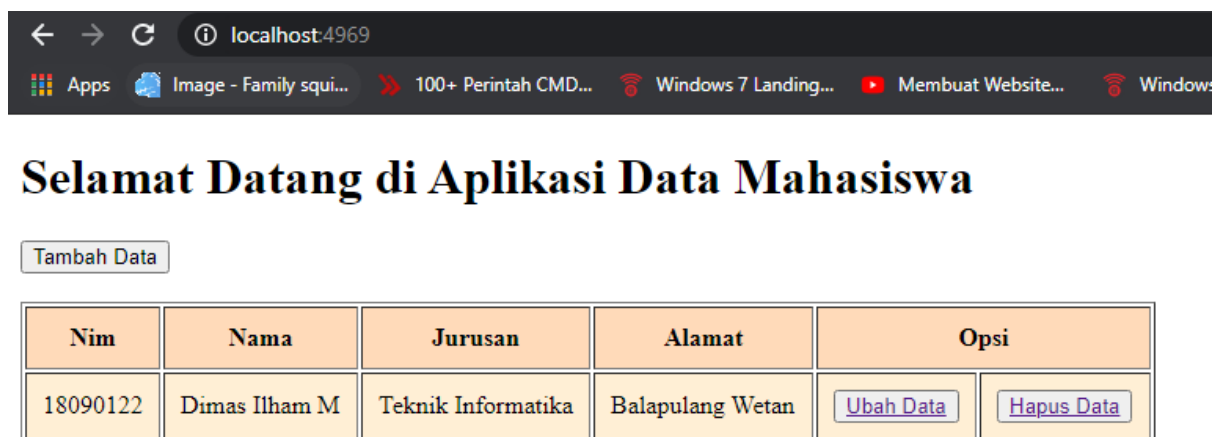 localhost:4969
Apps Image - Family squi... 100+ Perintah CMD... Windows 7 Landing... Membuat Website... Windows
Selamat Datang di Aplikasi Data Mahasiswa
Tambah Data
Nim Nama Jurusan Alamat Opsi
18090122 Dimas Ilham M Teknik Informatika Balapulang Wetan Ubah Data Hapus Data